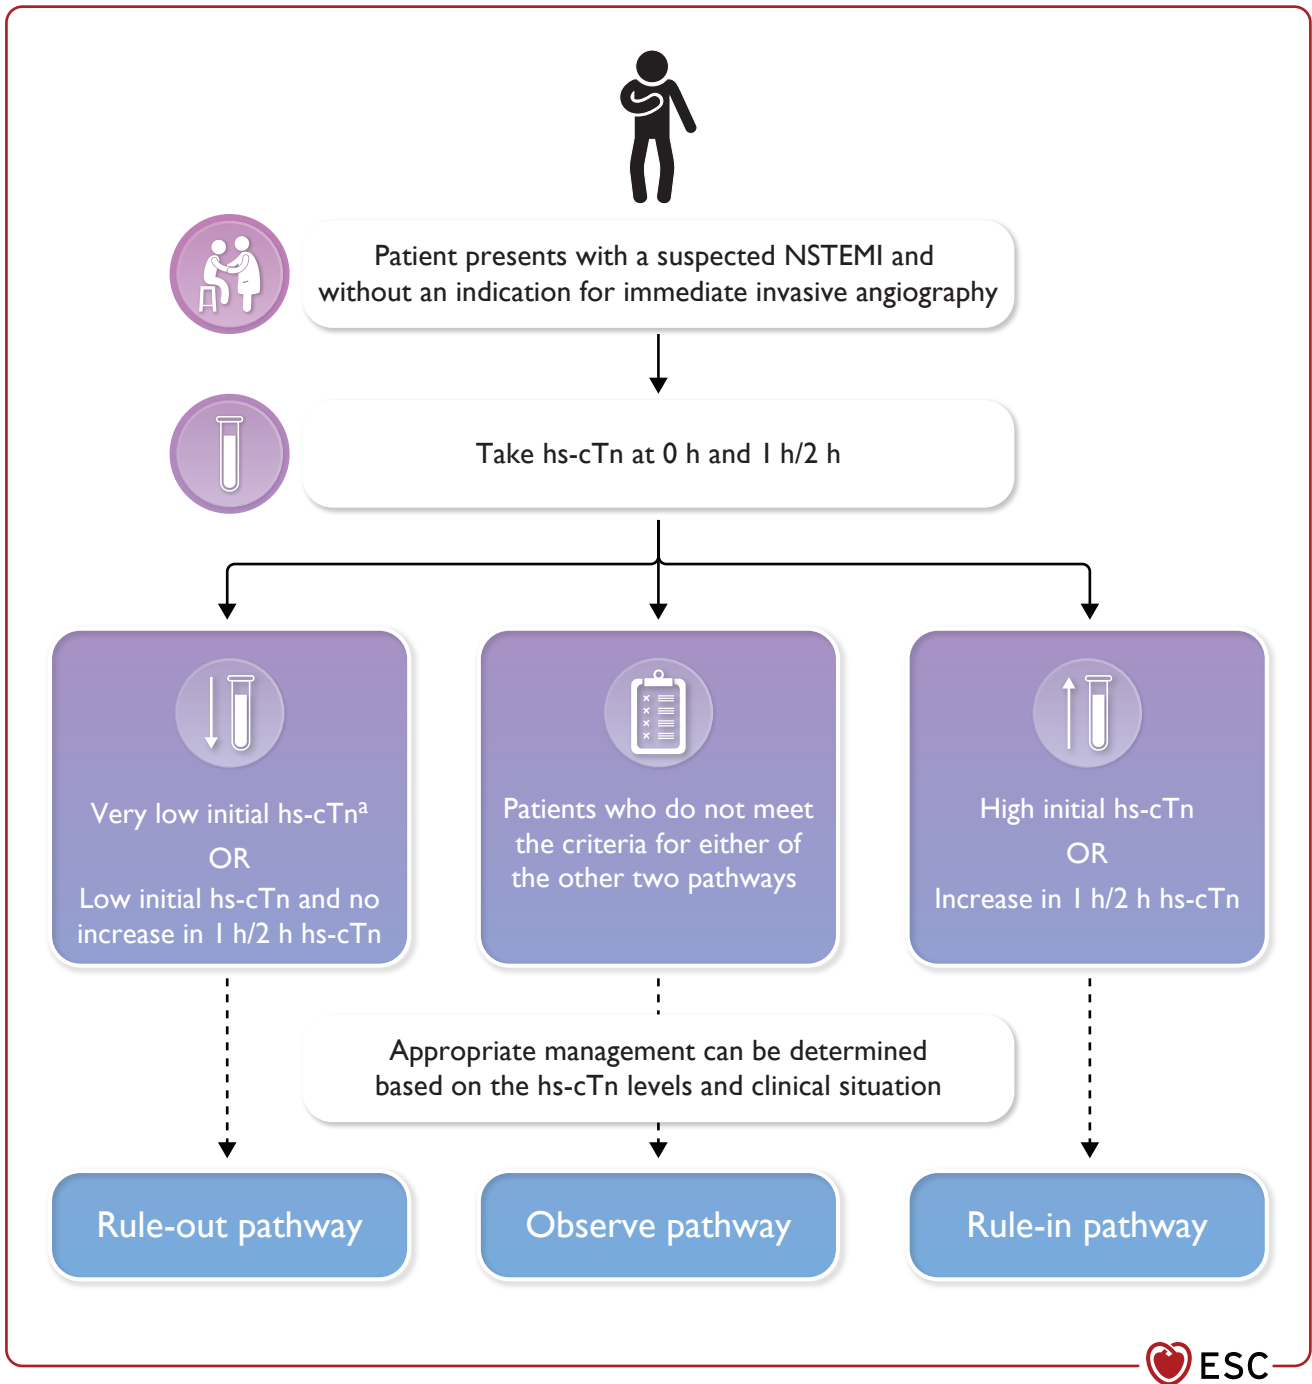 Patient presents with a suspected NSTEMI and
without an indication for immediate invasive angiography
Take hs-cTn at 0 h and 1 h/2 h
Very low initial hs-cTnᵃ
OR
Low initial hs-cTn and no
increase in 1 h/2 h hs-cTn
Patients who do not meet
the criteria for either of
the other two pathways
High initial hs-cTn
OR
Increase in 1 h/2 h hs-cTn
Appropriate management can be determined
based on the hs-cTn levels and clinical situation
Rule-out pathway
Observe pathway
Rule-in pathway
ESC